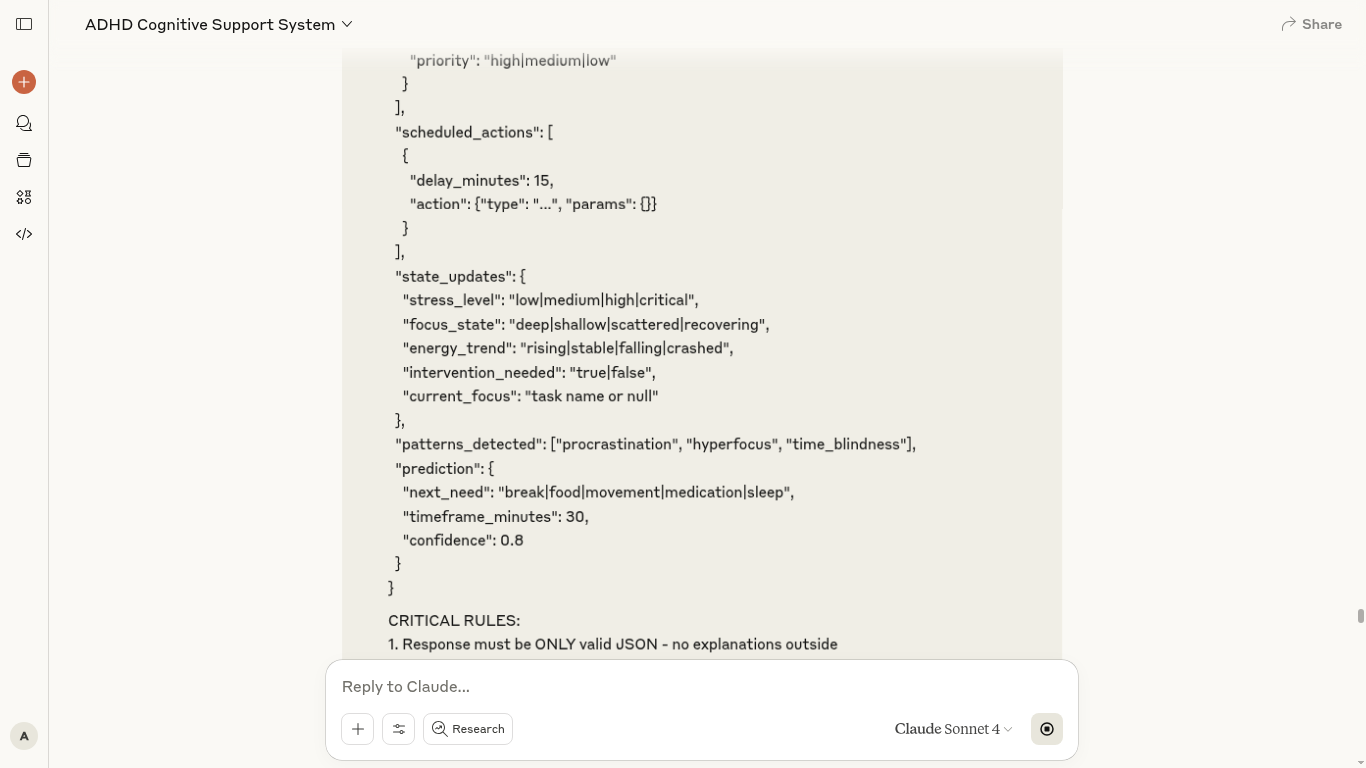 ADHD Cognitive Support System
Share
"priority": "high|medium|low"
}
],
"scheduled_actions": [
{
"delay_minutes": 15,
"action": {"type": "...", "params": {}}
}
],
"state_updates": {
"stress_level": "low|medium|high|critical",
"focus_state": "deep|shallow|scattered|recovering",
"energy_trend": "rising|stable|falling|crashed",
"intervention_needed": "true|false",
"current_focus": "task name or null"
},
"patterns_detected": ["procrastination", "hyperfocus", "time_blindness"],
"prediction": {
"next_need": "break|food|movement|medication|sleep",
"timeframe_minutes": 30,
"confidence": 0.8
}
}
CRITICAL RULES:
1. Response must be ONLY valid JSON - no explanations outside
Reply to Claude...
Research
Claude Sonnet 4
A